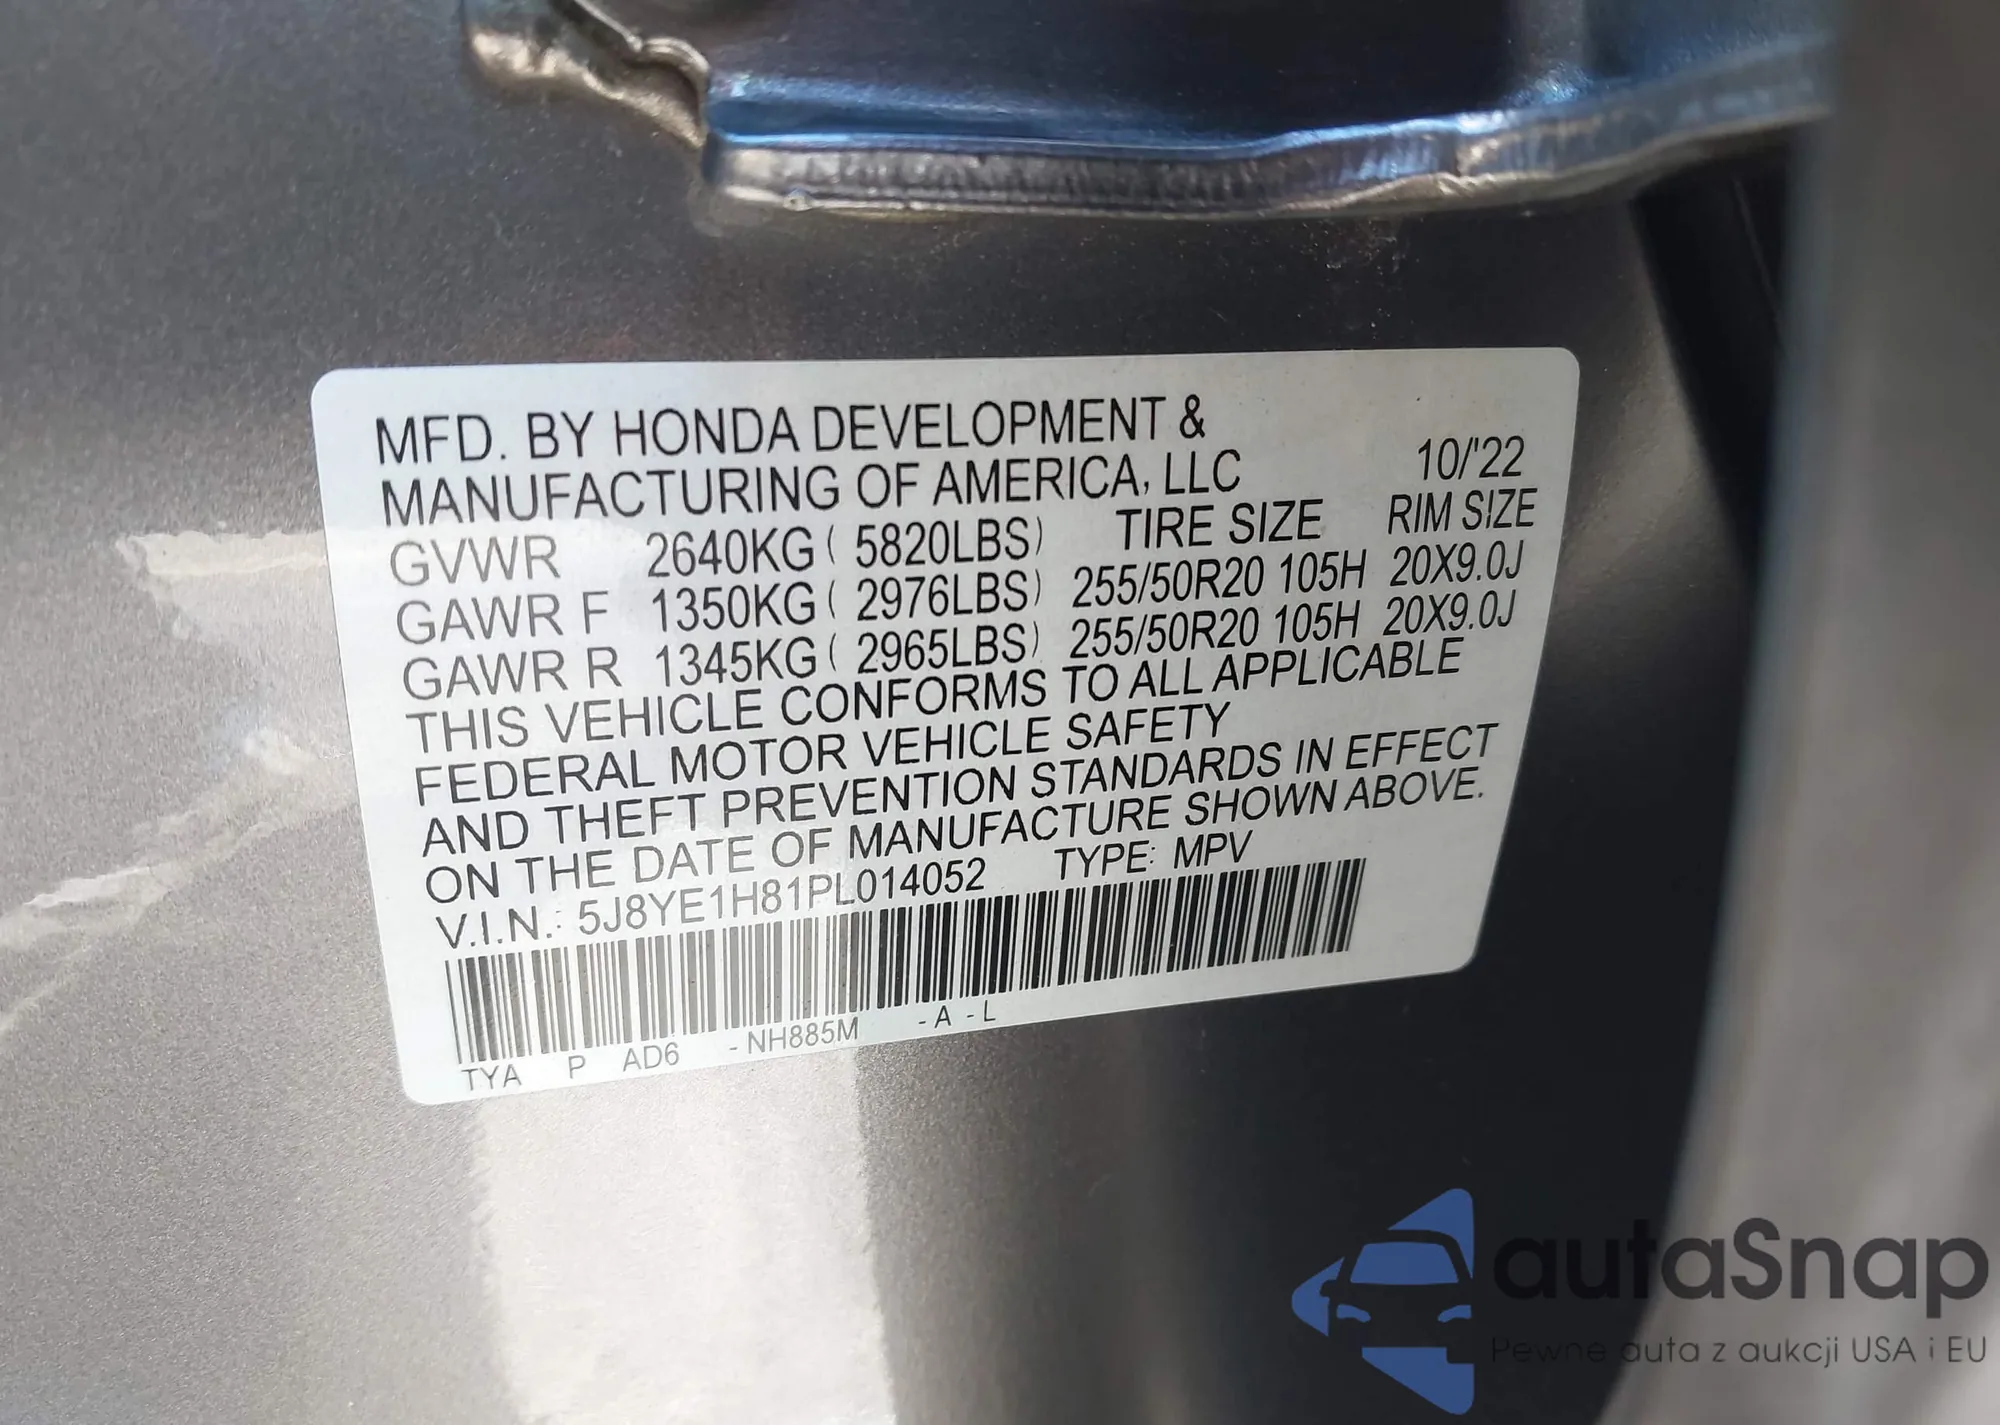 MFD. BY HONDA DEVELOPMENT &
MANUFACTURING OF AMERICA, LLC 10/'22
GVWR 2640KG ( 5820LBS) TIRE SIZE RIM SIZE
GAWR F 1350KG ( 2976LBS) 255/50R20 105H 20X9.0J
GAWR R 1345KG ( 2965LBS) 255/50R20 105H 20X9.0J
THIS VEHICLE CONFORMS TO ALL APPLICABLE
FEDERAL MOTOR VEHICLE SAFETY
AND THEFT PREVENTION STANDARDS IN EFFECT
ON THE DATE OF MANUFACTURE SHOWN ABOVE.
V.I.N.: 5J8YE1H81PL014052 TYPE: MPV
TYA P AD6 -NH885M -A -L
autaSnap
Pewne auta z aukcji USA i EU